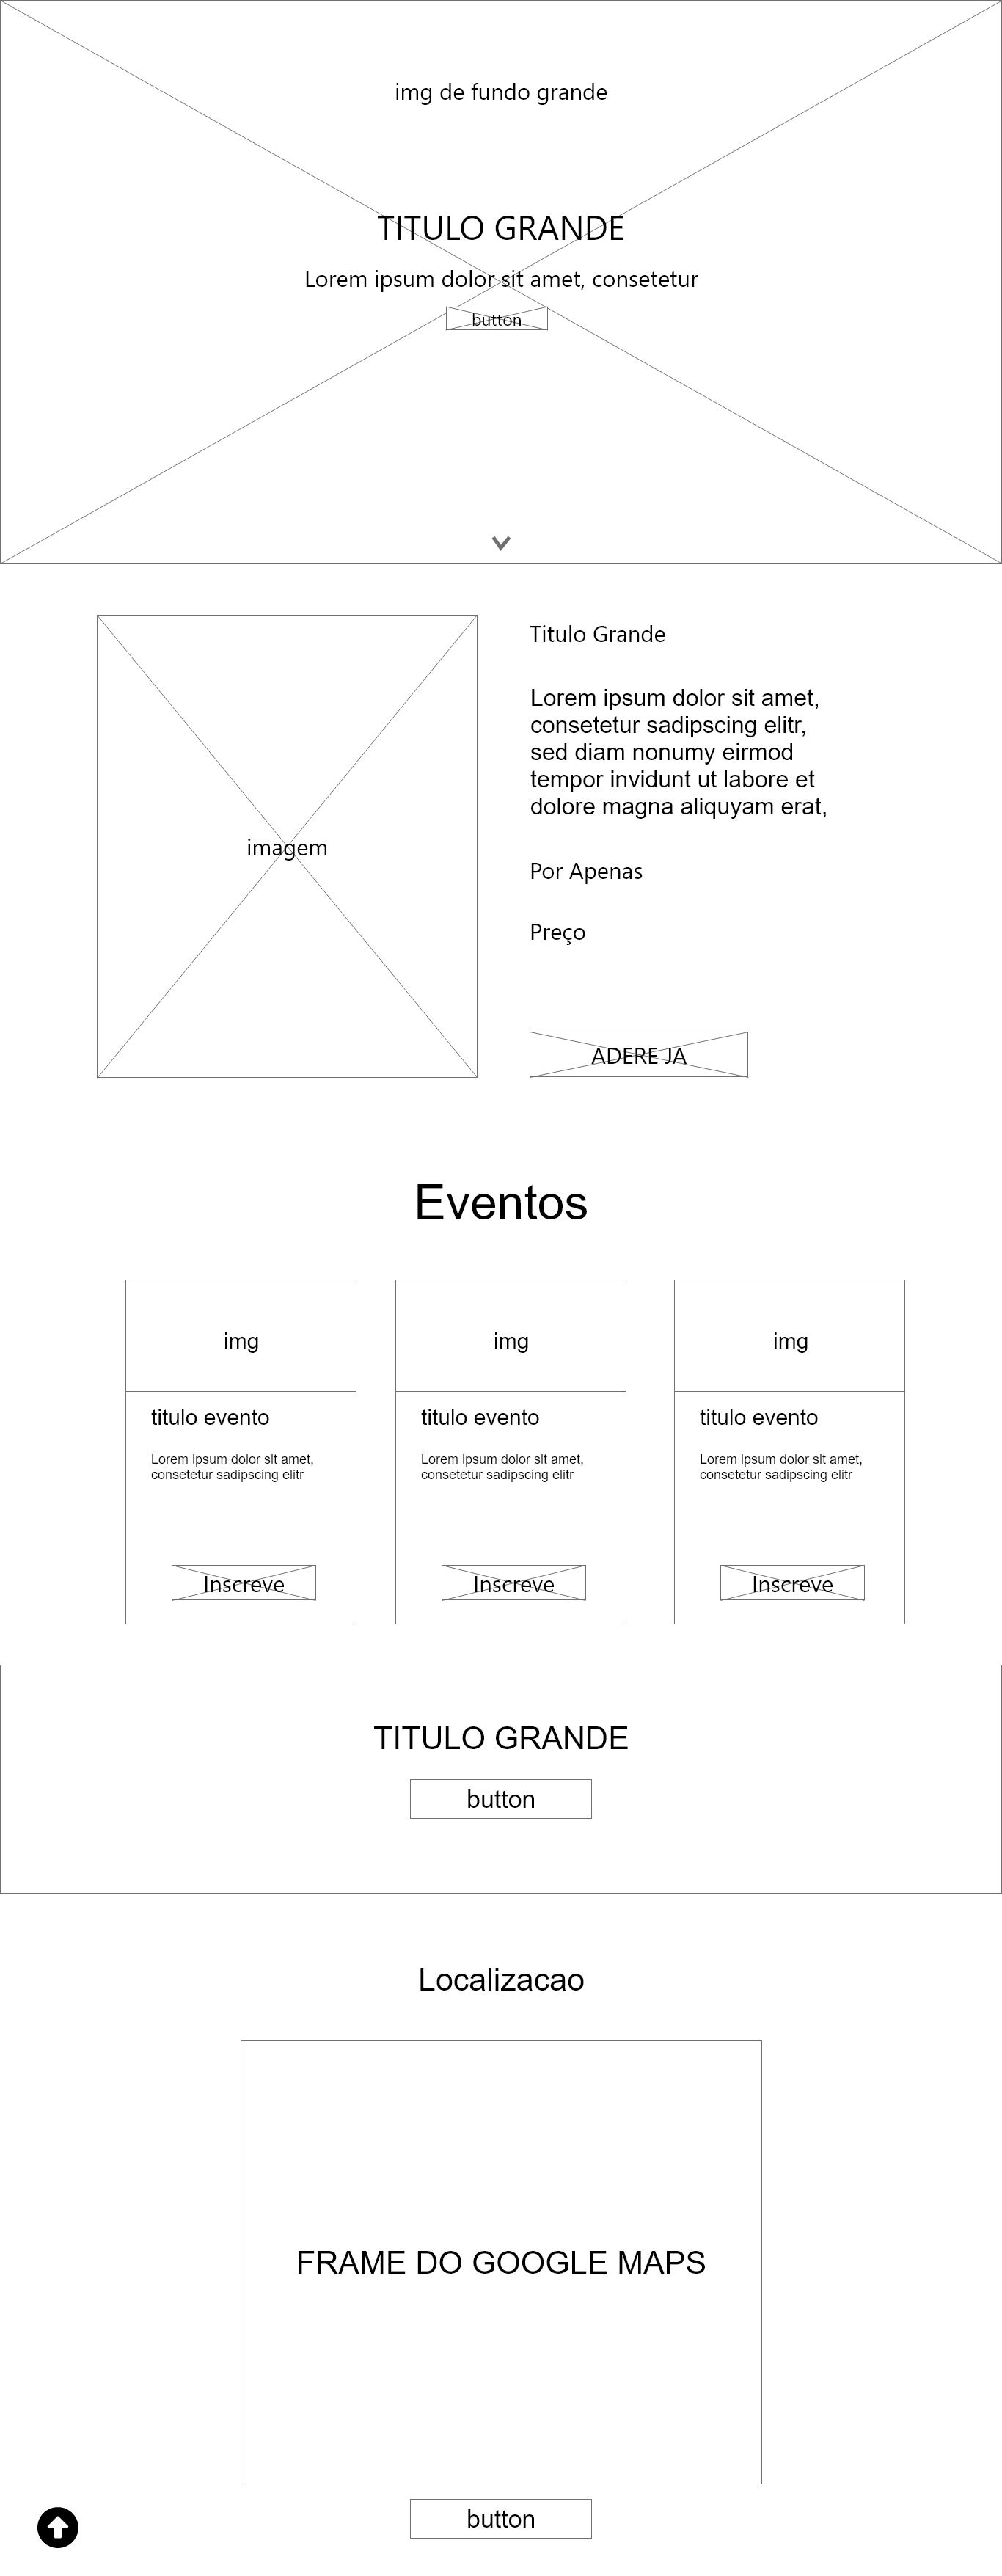 img de fundo grande
TITULO GRANDE
Lorem ipsum dolor sit amet, consetetur
button
Titulo Grande
Lorem ipsum dolor sit amet,
consetetur sadipscing elitr,
sed diam nonumy eirmod
tempor invidunt ut labore et
dolore magna aliquyam erat,
imagem
Por Apenas
Preço
ADERE JA
Eventos
img
titulo evento
Lorem ipsum dolor sit amet,
consetetur sadipscing elitr
Inscreve
img
titulo evento
Lorem ipsum dolor sit amet,
consetetur sadipscing elitr
Inscreve
img
titulo evento
Lorem ipsum dolor sit amet,
consetetur sadipscing elitr
Inscreve
TITULO GRANDE
button
Localizacao
FRAME DO GOOGLE MAPS
button